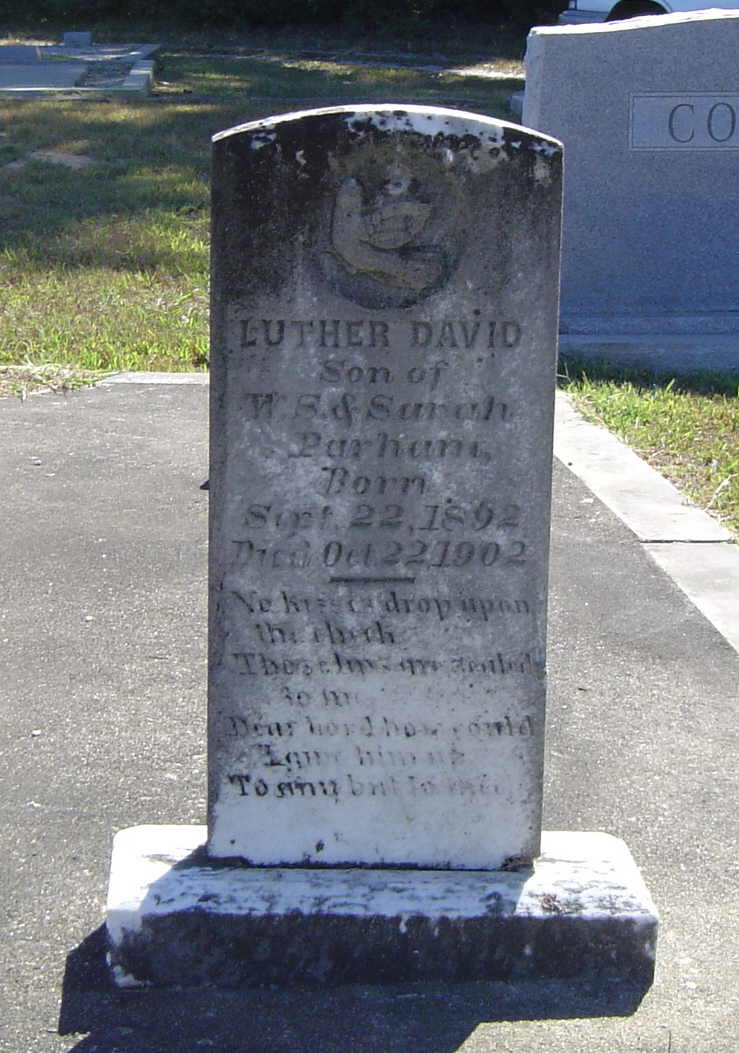 CO
LUTHER DAVID
Son of
W. S. & Sarah
Parham,
Born
Sept. 22, 1892
Died Oct 22, 1902
No kisses drop upon
the cheek
Those lips are sealed
to me
Dear Lord how could
I give him up
To any but to thee